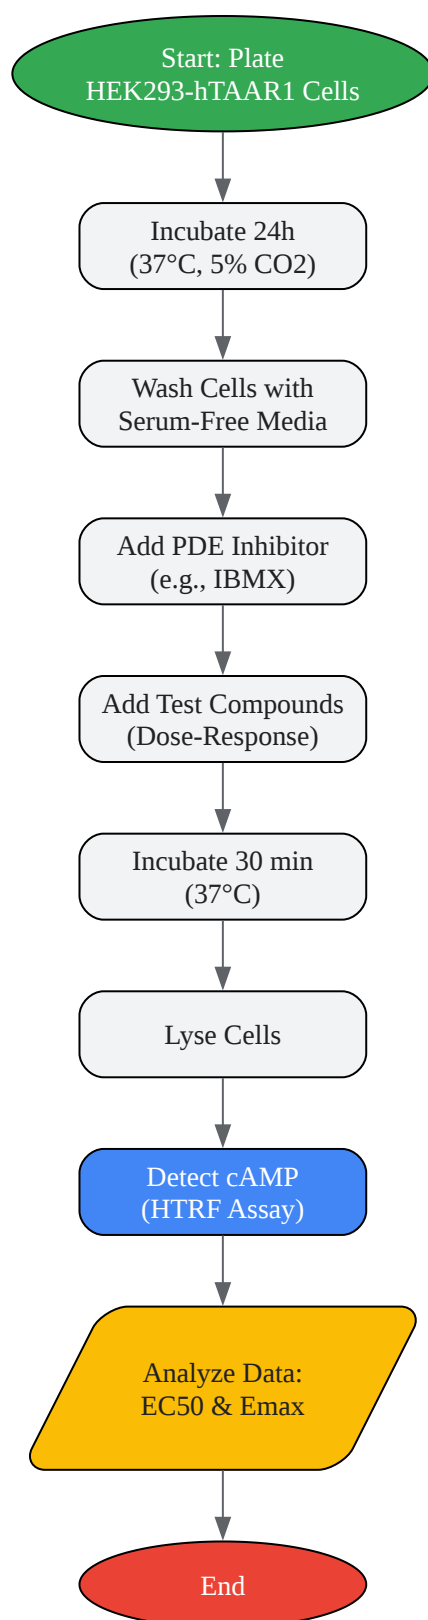 Start: Plate
HEK293-hTAAR1 Cells
Incubate 24h
(37°C, 5% CO2)
Wash Cells with
Serum-Free Media
Add PDE Inhibitor
(e.g., IBMX)
Add Test Compounds
(Dose-Response)
Incubate 30 min
(37°C)
Lyse Cells
Detect cAMP
(HTRF Assay)
Analyze Data:
EC50 & Emax
End